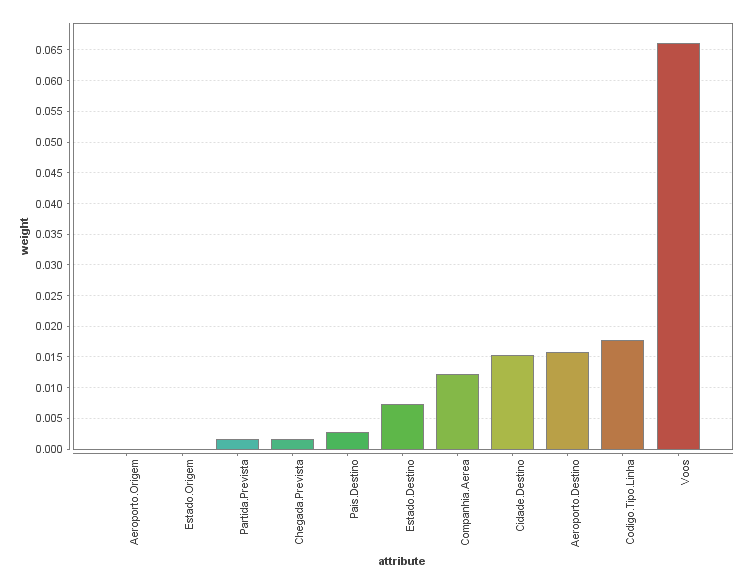 0.065
0.060
0.055
0.050
0.045
0.040
0.035
0.030
0.025
0.020
0.015
0.010
0.005
0.000
weight
Aeroporto.Origem
Estado.Origem
Partida.Prevista
Chegada.Prevista
Pais.Destino
Estado.Destino
Companhia.Aerea
Cidade.Destino
Aeroporto.Destino
Codigo.Tipo.Linha
Voos
attribute